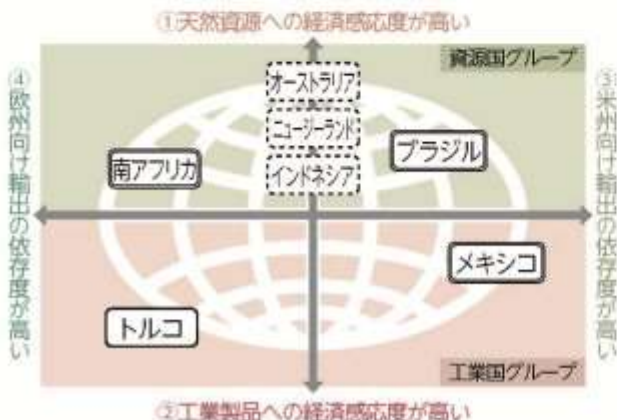 ①天然資源への経済感応度が高い
資源国グループ
オーストラリア
ニュージーランド
ブラジル
南アフリカ
インドネシア
④欧州向け輸出の依存度が高い
③米州向け輸出の依存度が高い
メキシコ
トルコ
工業国グループ
②工業製品への経済感応度が高い